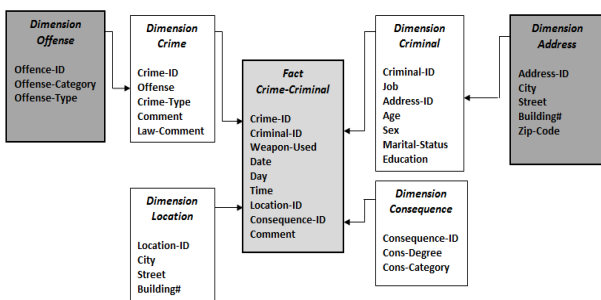 Dimension
Offense
Offence-ID
Offense-Category
Offense-Type
Dimension
Crime
Crime-ID
Offense
Crime-Type
Comment
Law-Comment
Fact
Crime-Criminal
Crime-ID
Criminal-ID
Weapon-Used
Date
Day
Time
Location-ID
Consequence-ID
Comment
Dimension
Criminal
Criminal-ID
Job
Address-ID
Age
Sex
Marital-Status
Education
Dimension
Address
Address-ID
City
Street
Building#
Zip-Code
Dimension
Location
Location-ID
City
Street
Building#
Dimension
Consequence
Consequence-ID
Cons-Degree
Cons-Category